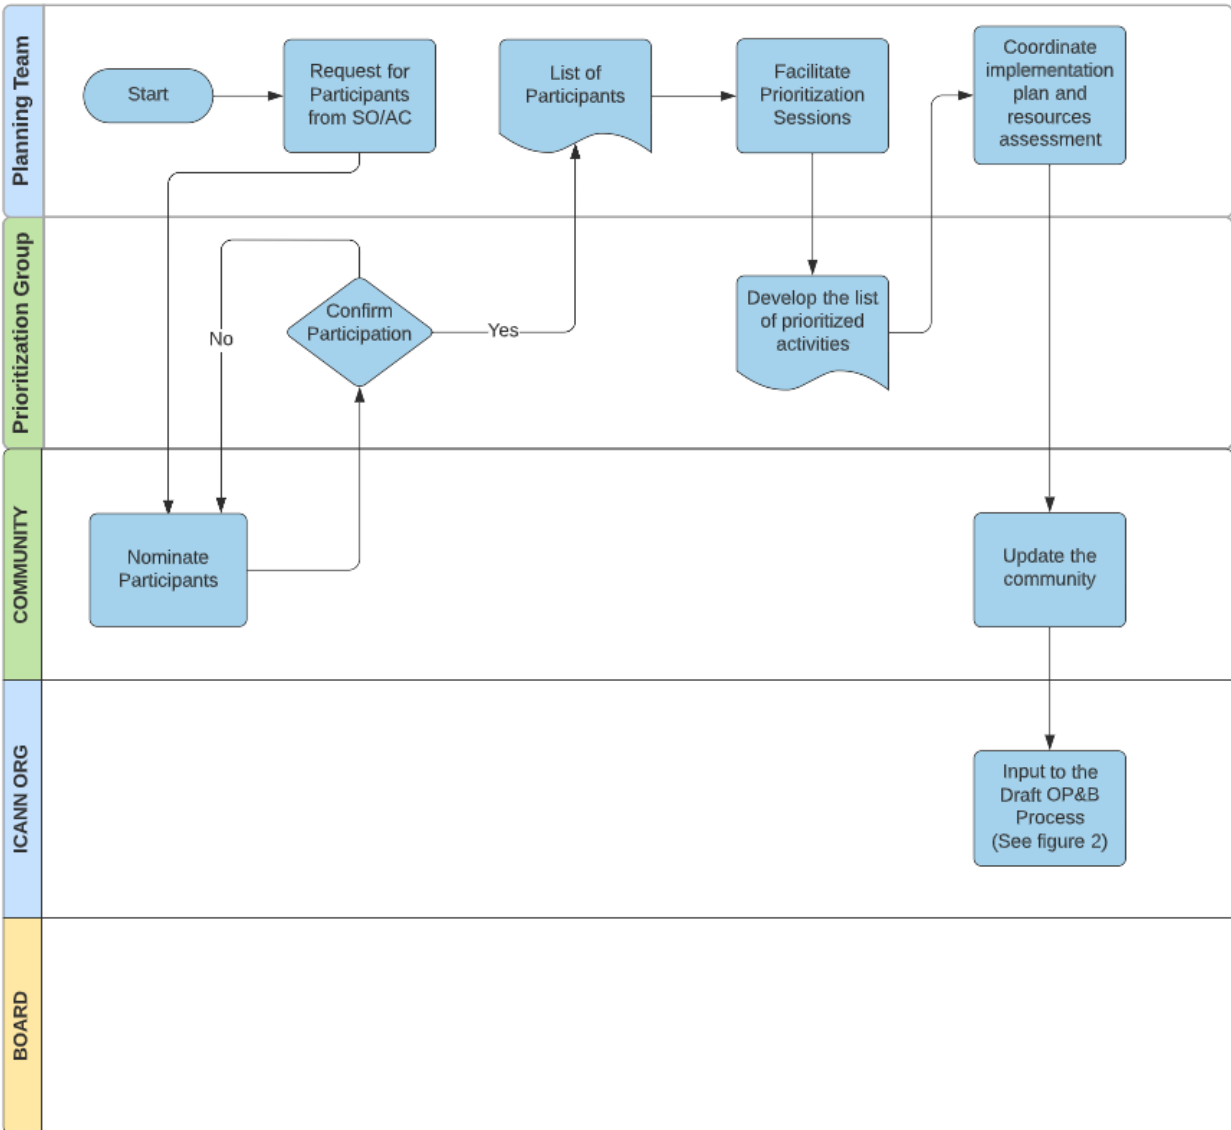 Planning Team
Start
Request for
Participants
from SO/AC
List of
Participants
Facilitate
Prioritization
Sessions
Coordinate
implementation
plan and
resources
assessment
Prioritization Group
No
Confirm
Participation
Yes
Develop the list
of prioritized
activities
COMMUNITY
Nominate
Participants
Update the
community
ICANN ORG
Input to the
Draft OP&B
Process
(See figure 2)
BOARD